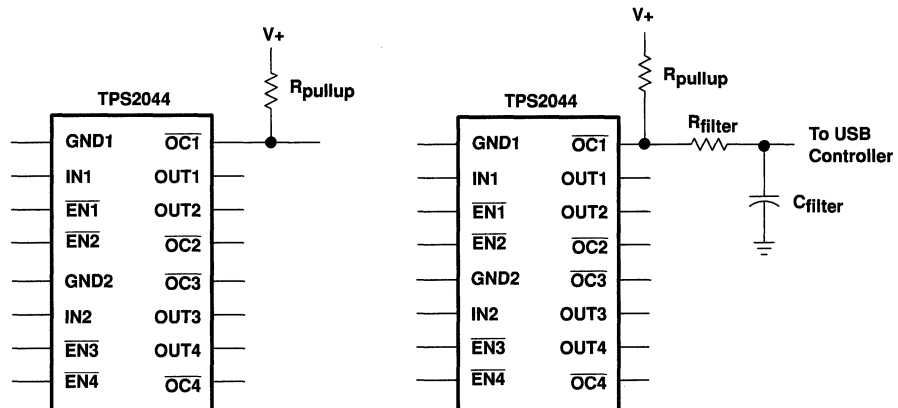 V+
Rpullup
TPS2044
GND1 OC1
IN1 OUT1
EN1 OUT2
EN2 OC2
GND2 OC3
IN2 OUT3
EN3 OUT4
EN4 OC4
V+
Rpullup
TPS2044
Rfilter
To USB
Controller
Cfilter
GND1 OC1
IN1 OUT1
EN1 OUT2
EN2 OC2
GND2 OC3
IN2 OUT3
EN3 OUT4
EN4 OC4